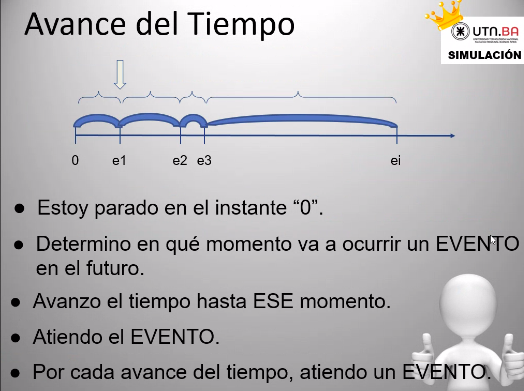 Avance del Tiempo
UTN.BA
SIMULACIÓN
0 e1 e2 e3 ei
● Estoy parado en el instante “0”.
● Determino en qué momento va a ocurrir un EVENTO
en el futuro.
● Avanzo el tiempo hasta ESE momento.
● Atiendo el EVENTO.
● Por cada avance del tiempo, atiendo un EVENTO.